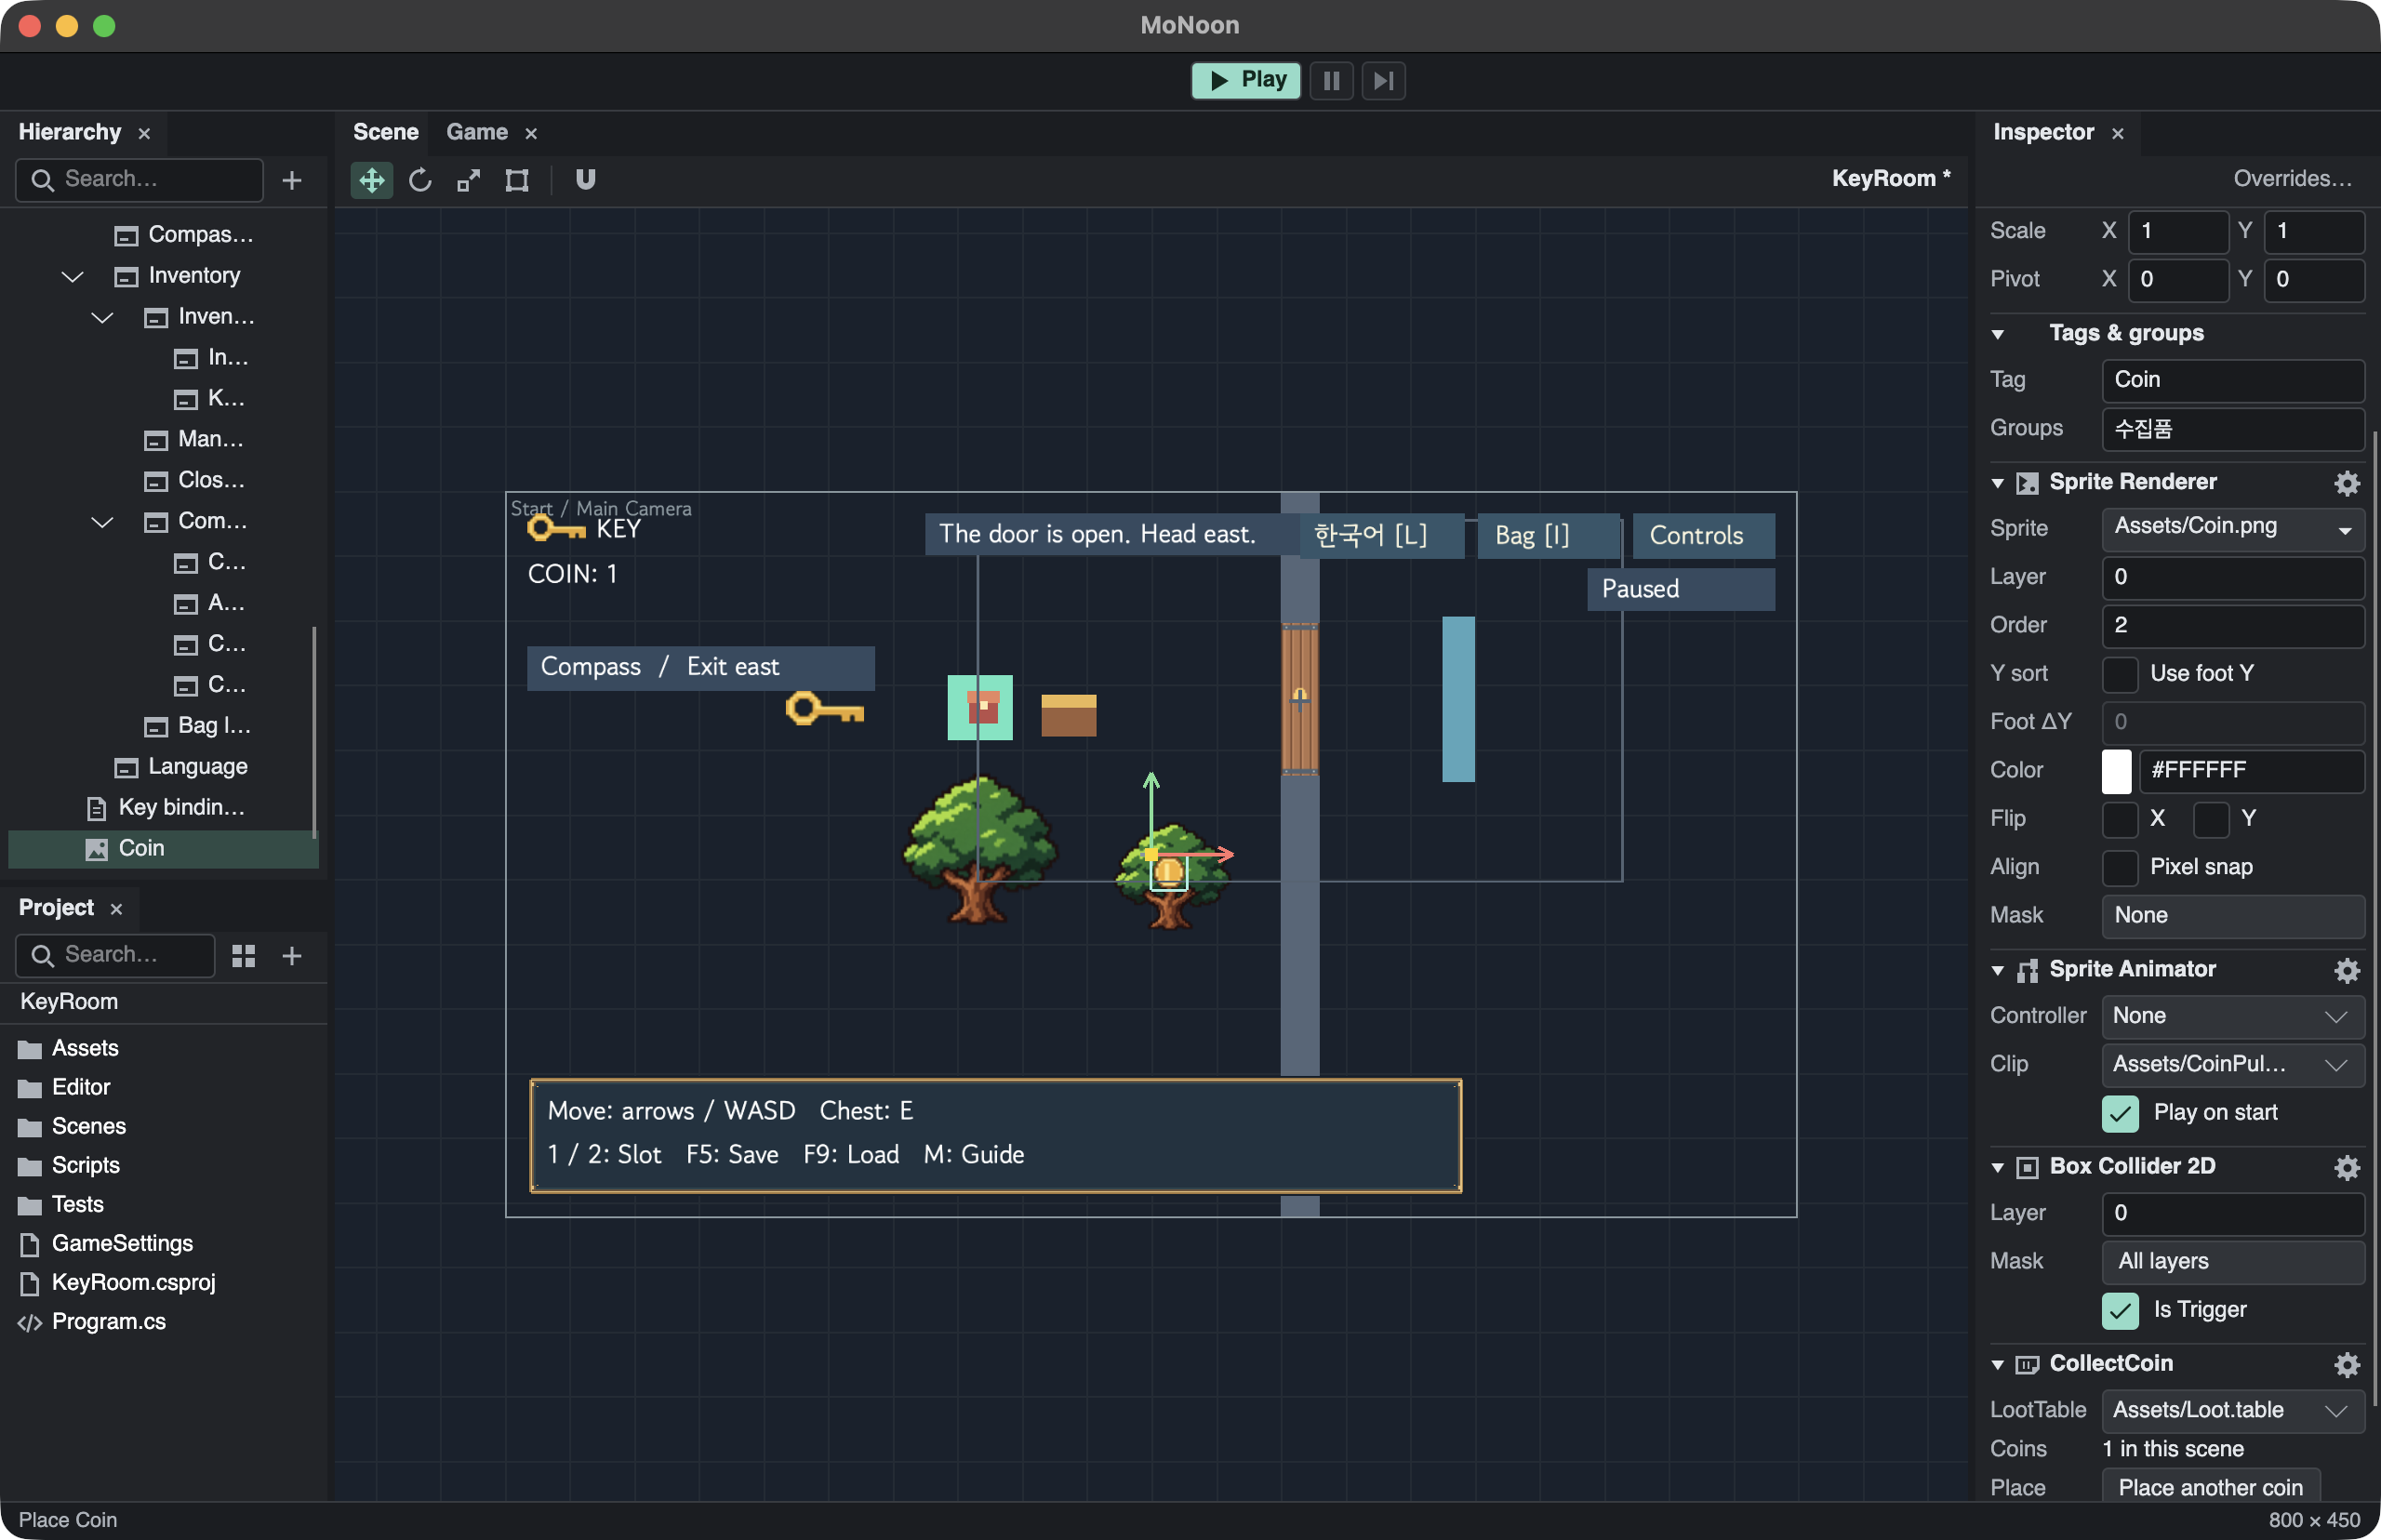 MoNoon
Play
Hierarchy
Search...
Compas...
Inventory
Inven...
In...
K...
Man...
Clos...
Com...
C...
A...
C...
C...
Bag I...
Language
Key bindin...
Coin
Project
Search...
KeyRoom
Assets
Editor
Scenes
Scripts
Tests
GameSettings
KeyRoom.csproj
Program.cs
Place Coin
Scene Game
KeyRoom *
Start / Main Camera
KEY
COIN: 1
The door is open. Head east.
한국어 [L]
Bag [I]
Controls
Paused
Compass / Exit east
Move: arrows / WASD Chest: E
1 / 2: Slot F5: Save F9: Load M: Guide
Inspector
Overrides...
Scale X 1 Y 1
Pivot X 0 Y 0
Tags & groups
Tag Coin
Groups 수집품
Sprite Renderer
Sprite Assets/Coin.png
Layer 0
Order 2
Y sort Use foot Y
Foot ΔY 0
Color #FFFFFF
Flip X Y
Align Pixel snap
Mask None
Sprite Animator
Controller None
Clip Assets/CoinPul...
Play on start
Box Collider 2D
Layer 0
Mask All layers
Is Trigger
CollectCoin
LootTable Assets/Loot.table
Coins 1 in this scene
Place Place another coin
800 × 450